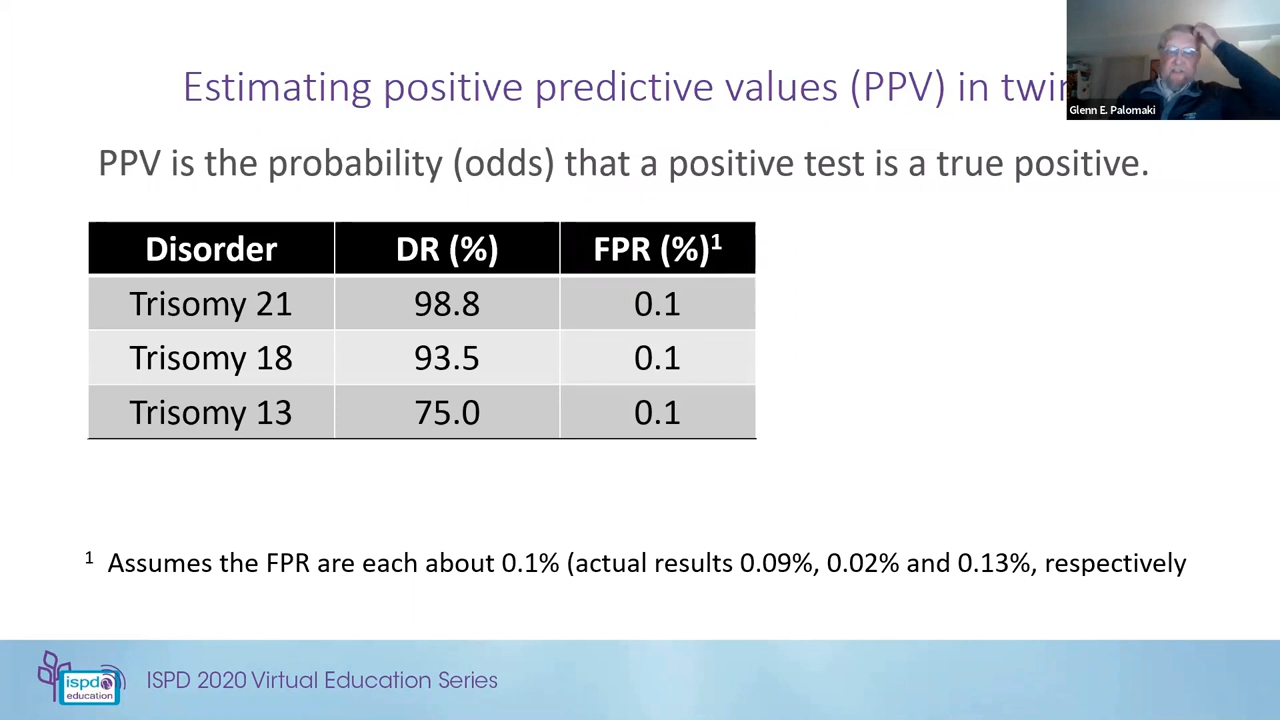 Estimating positive predictive values (PPV) in twin
Glenn E. Palomaki
PPV is the probability (odds) that a positive test is a true positive.
Disorder DR (%) FPR (%)¹
Trisomy 21 98.8 0.1
Trisomy 18 93.5 0.1
Trisomy 13 75.0 0.1
¹ Assumes the FPR are each about 0.1% (actual results 0.09%, 0.02% and 0.13%, respectively
ispd education
ISPD 2020 Virtual Education Series